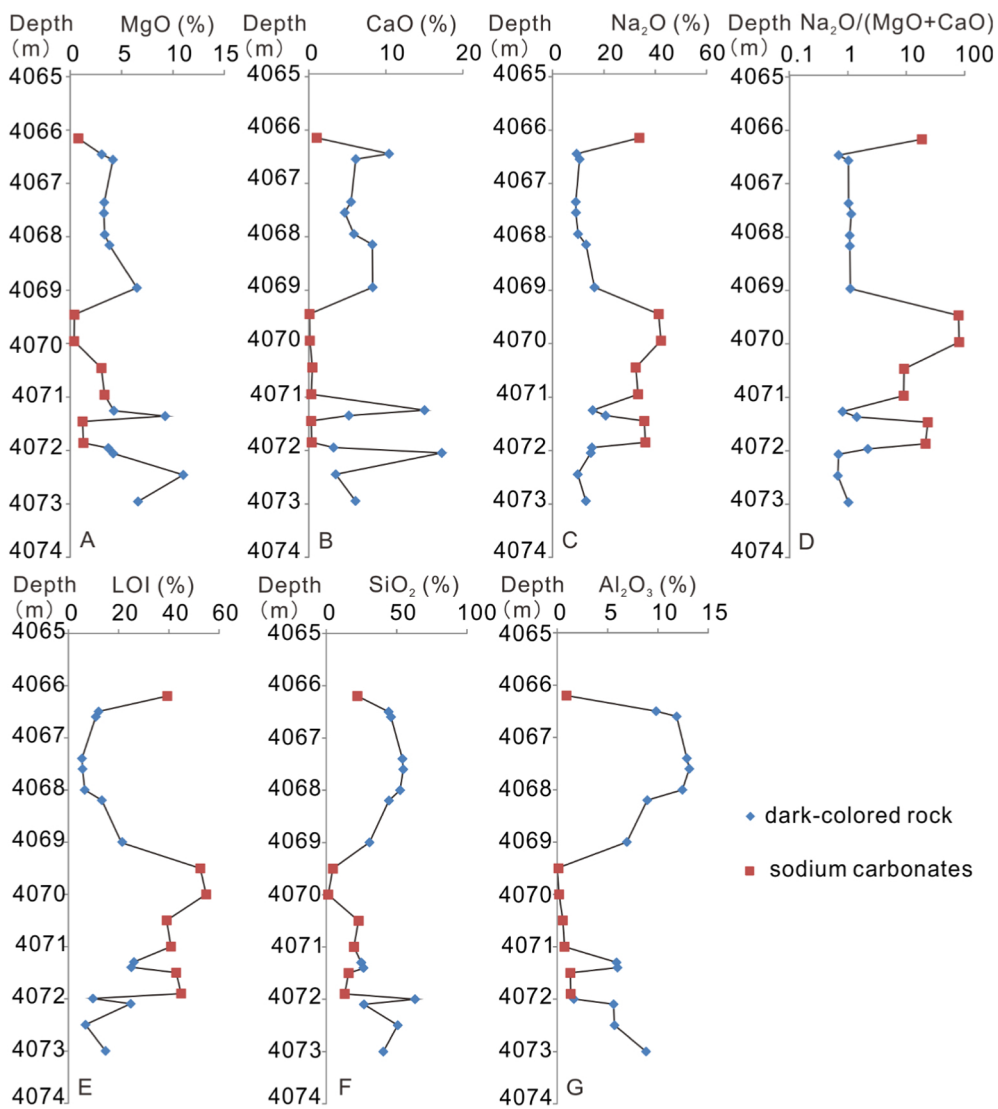 Depth MgO (%) Depth CaO (%) Depth Na₂O (%) Depth Na₂O/(MgO+CaO)
(m) 0 5 10 15 (m) 0 10 20 (m) 0 20 40 60 (m) 0.1 1 10 100
4065 4065 4065 4065
4066 4066 4066 4066
4067 4067 4067 4067
4068 4068 4068 4068
4069 4069 4069 4069
4070 4070 4070 4070
4071 4071 4071 4071
4072 4072 4072 4072
4073 4073 4073 4073
4074 A 4074 B 4074 C 4074 D
Depth LOI (%) Depth SiO₂ (%) Depth Al₂O₃ (%)
(m) 0 20 40 60 (m) 0 50 100 (m) 0 5 10 15
4065 4065 4065
4066 4066 4066
4067 4067 4067
4068 4068 4068
dark-colored rock
4069 4069 4069
sodium carbonates
4070 4070 4070
4071 4071 4071
4072 4072 4072
4073 4073 4073
4074 E 4074 F 4074 G